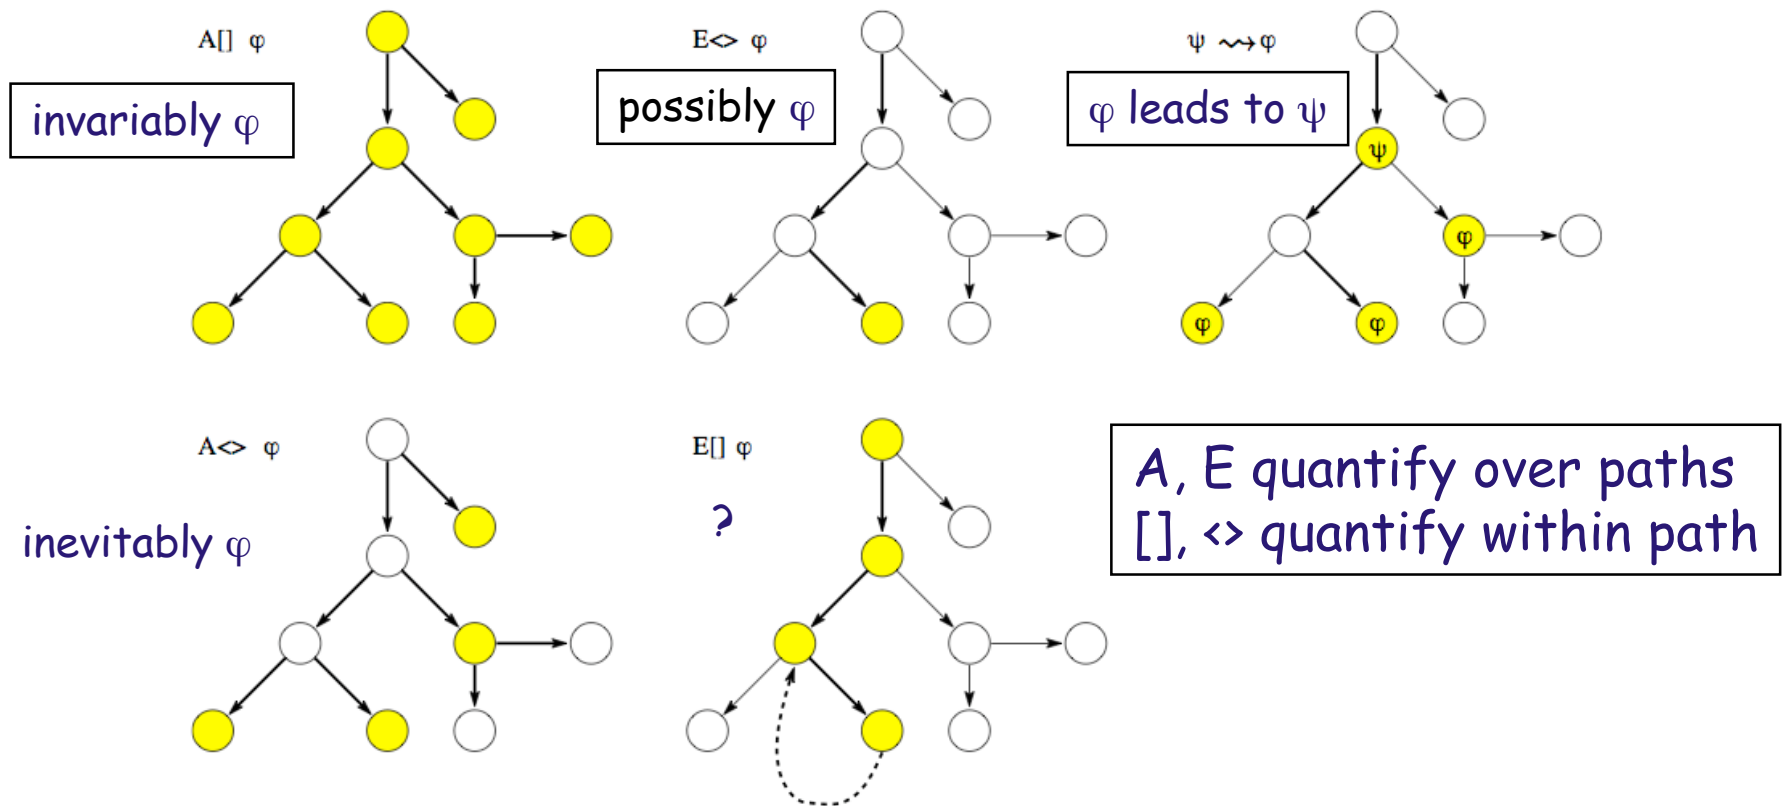 A[] φ
invariably φ
E<> φ
possibly φ
ψ ⇝ φ
φ leads to ψ
ψ
φ
φ
φ
A<> φ
inevitably φ
E[] φ
?
A, E quantify over paths
[], <> quantify within path